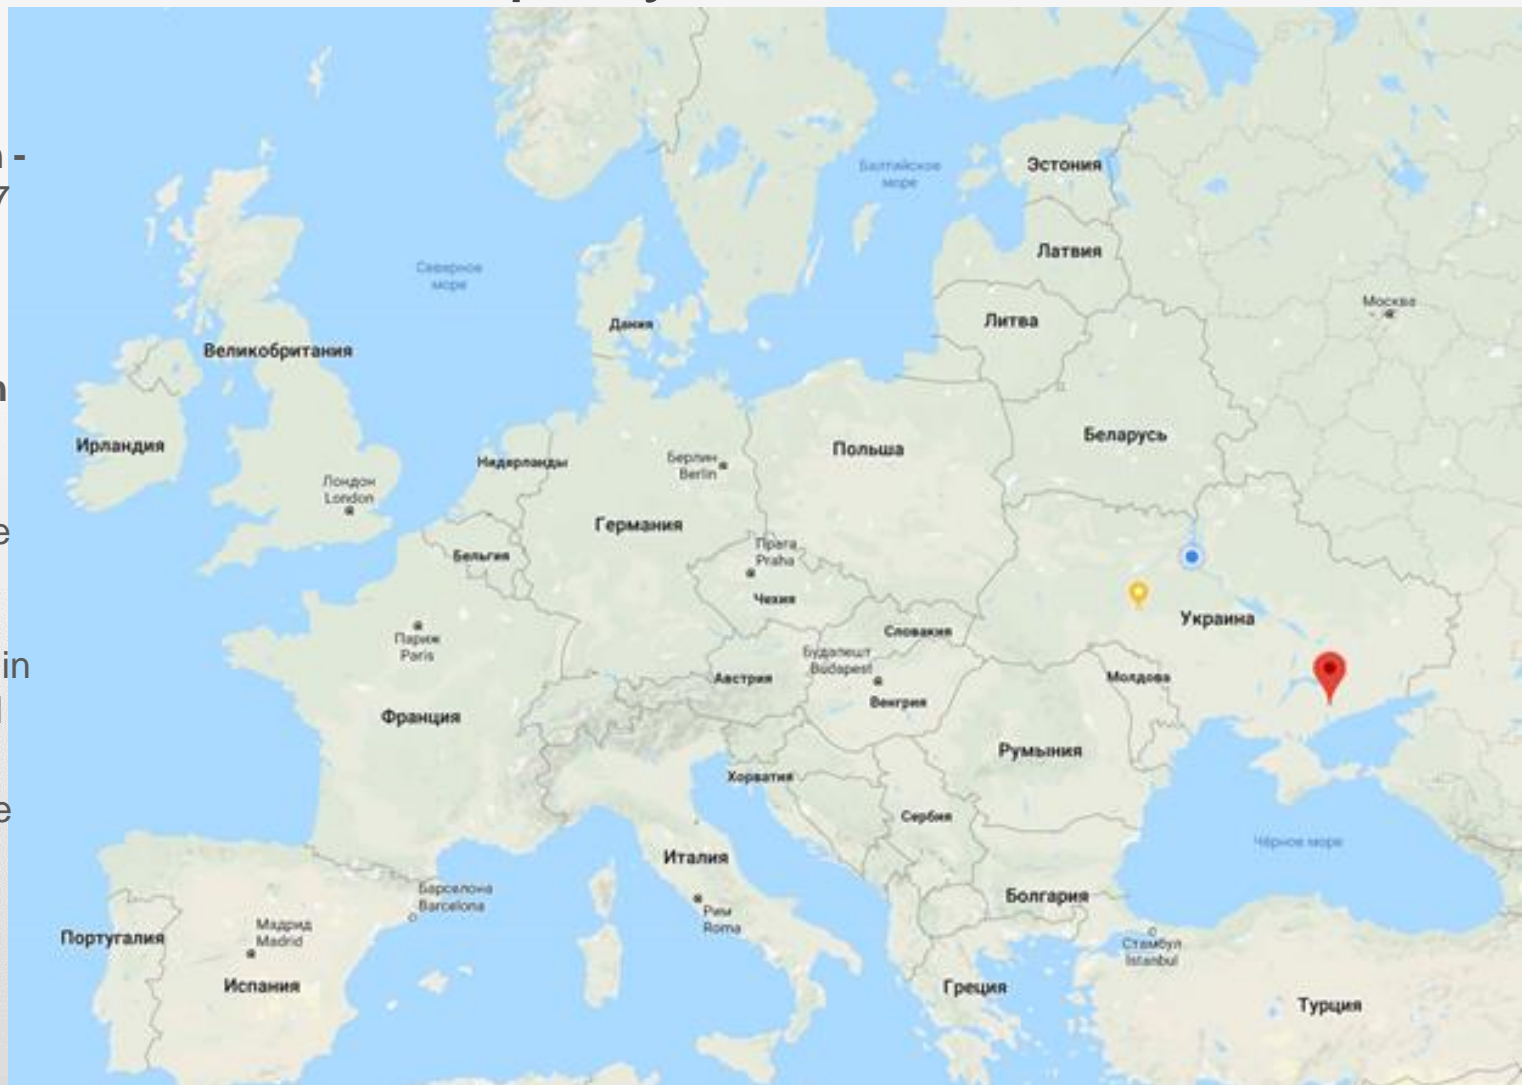 Эстония
Балтийское
море
Латвия
Северное
море
Москва
Литва
Дания
Великобритания
Беларусь
Ирландия
Польша
Нидерланды
Берлин
Berlin
Лондон
London
Германия
Бельгия
Прага
Praha
Чехия
Украина
Париж
Paris
Словакия
Будапешт
Budapest
Австрия
Молдова
Венгрия
Франция
Румыния
Хорватия
Сербия
Чёрное море
Италия
Барселона
Barcelona
Болгария
Рим
Roma
Мадрид
Madrid
Португалия
Стамбул
Istanbul
Испания
Греция
Турция
in